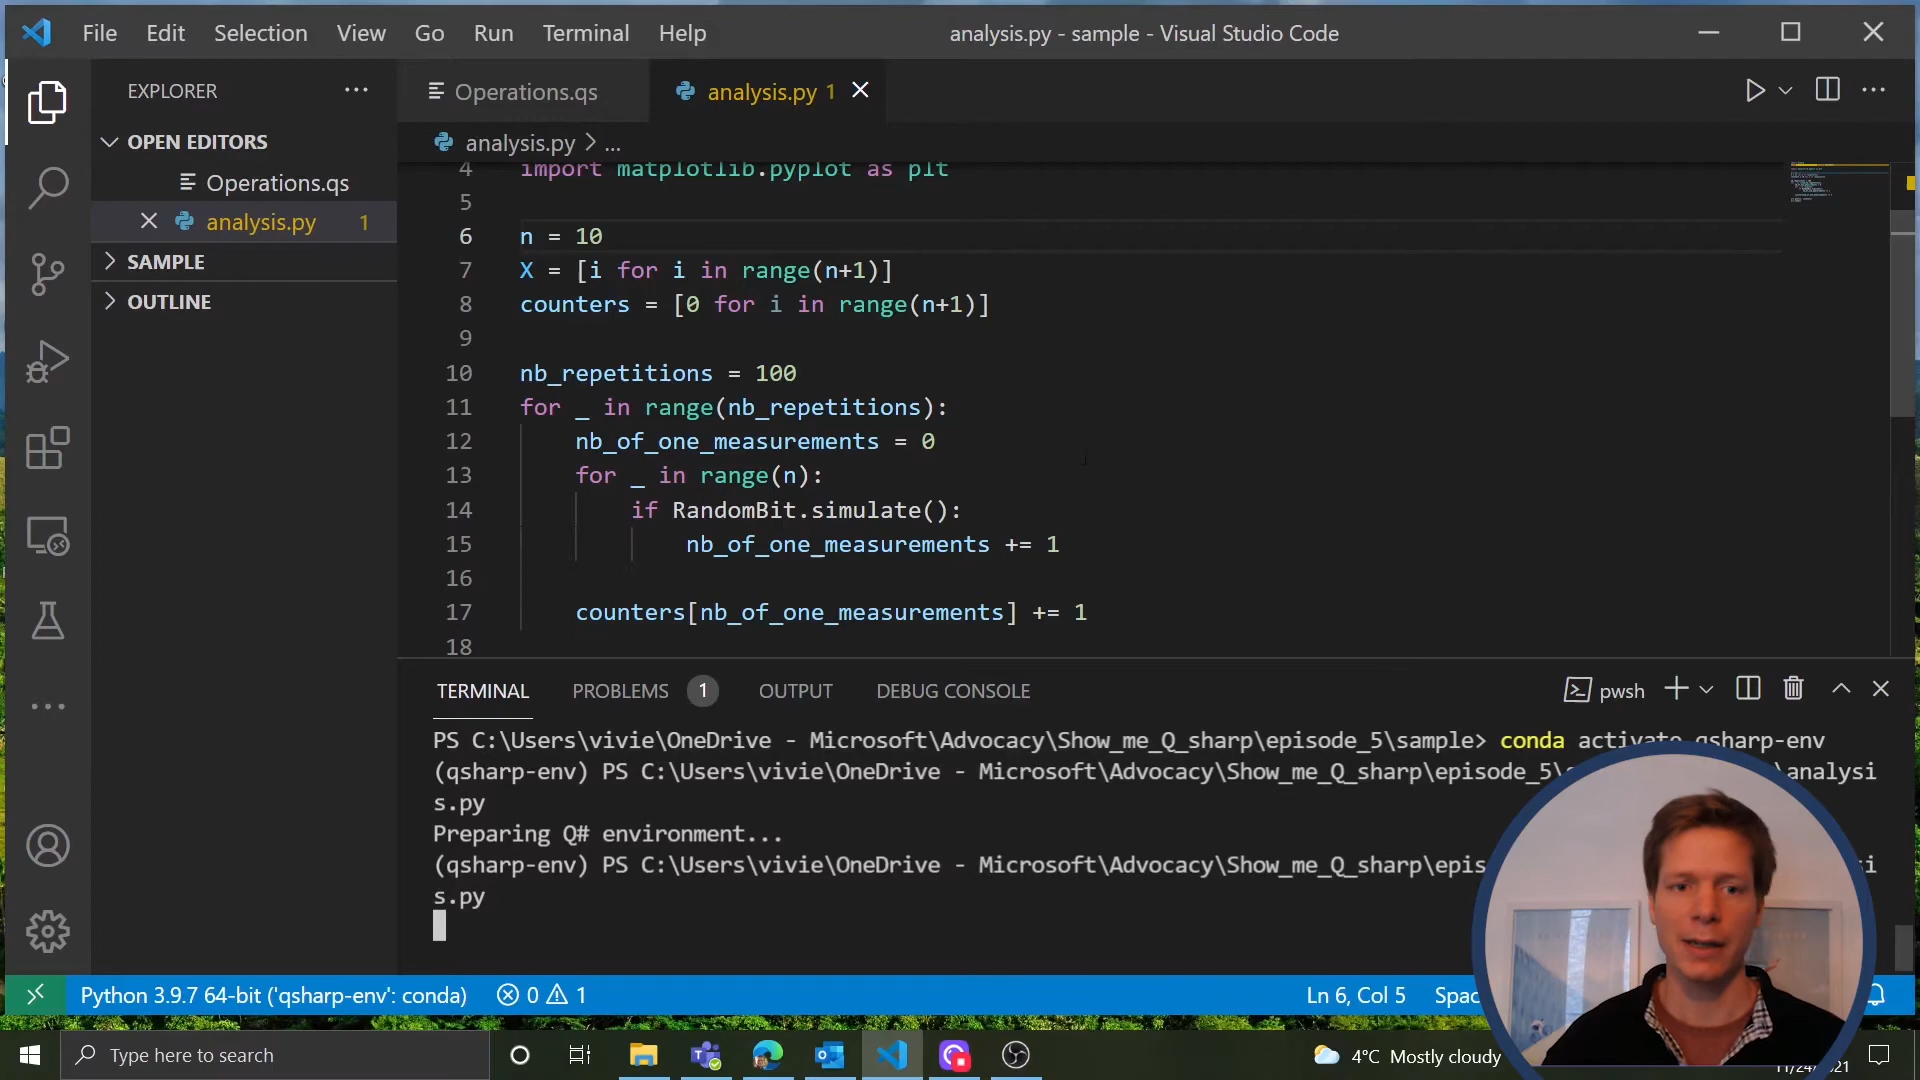 File Edit Selection View Go Run Terminal Help
analysis.py - sample - Visual Studio Code
EXPLORER
Operations.qs
analysis.py 1
OPEN EDITORS
Operations.qs
analysis.py 1
SAMPLE
OUTLINE
analysis.py > ...
4 import matplotlib.pyplot as plt
5
6 n = 10
7 X = [i for i in range(n+1)]
8 counters = [0 for i in range(n+1)]
9
10 nb_repetitions = 100
11 for _ in range(nb_repetitions):
12 nb_of_one_measurements = 0
13 for _ in range(n):
14 if RandomBit.simulate():
15 nb_of_one_measurements += 1
16
17 counters[nb_of_one_measurements] += 1
18
TERMINAL PROBLEMS 1 OUTPUT DEBUG CONSOLE
pwsh
PS C:\Users\vivie\OneDrive - Microsoft\Advocacy\Show_me_Q_sharp\episode_5\sample> conda activate qsharp-env
(qsharp-env) PS C:\Users\vivie\OneDrive - Microsoft\Advocacy\Show_me_Q_sharp\episode_5\ \analysi
s.py
Preparing Q# environment...
(qsharp-env) PS C:\Users\vivie\OneDrive - Microsoft\Advocacy\Show_me_Q_sharp\epis
s.py
Python 3.9.7 64-bit ('qsharp-env': conda) 0 1
Ln 6, Col 5 Spac
Type here to search
4°C Mostly cloudy